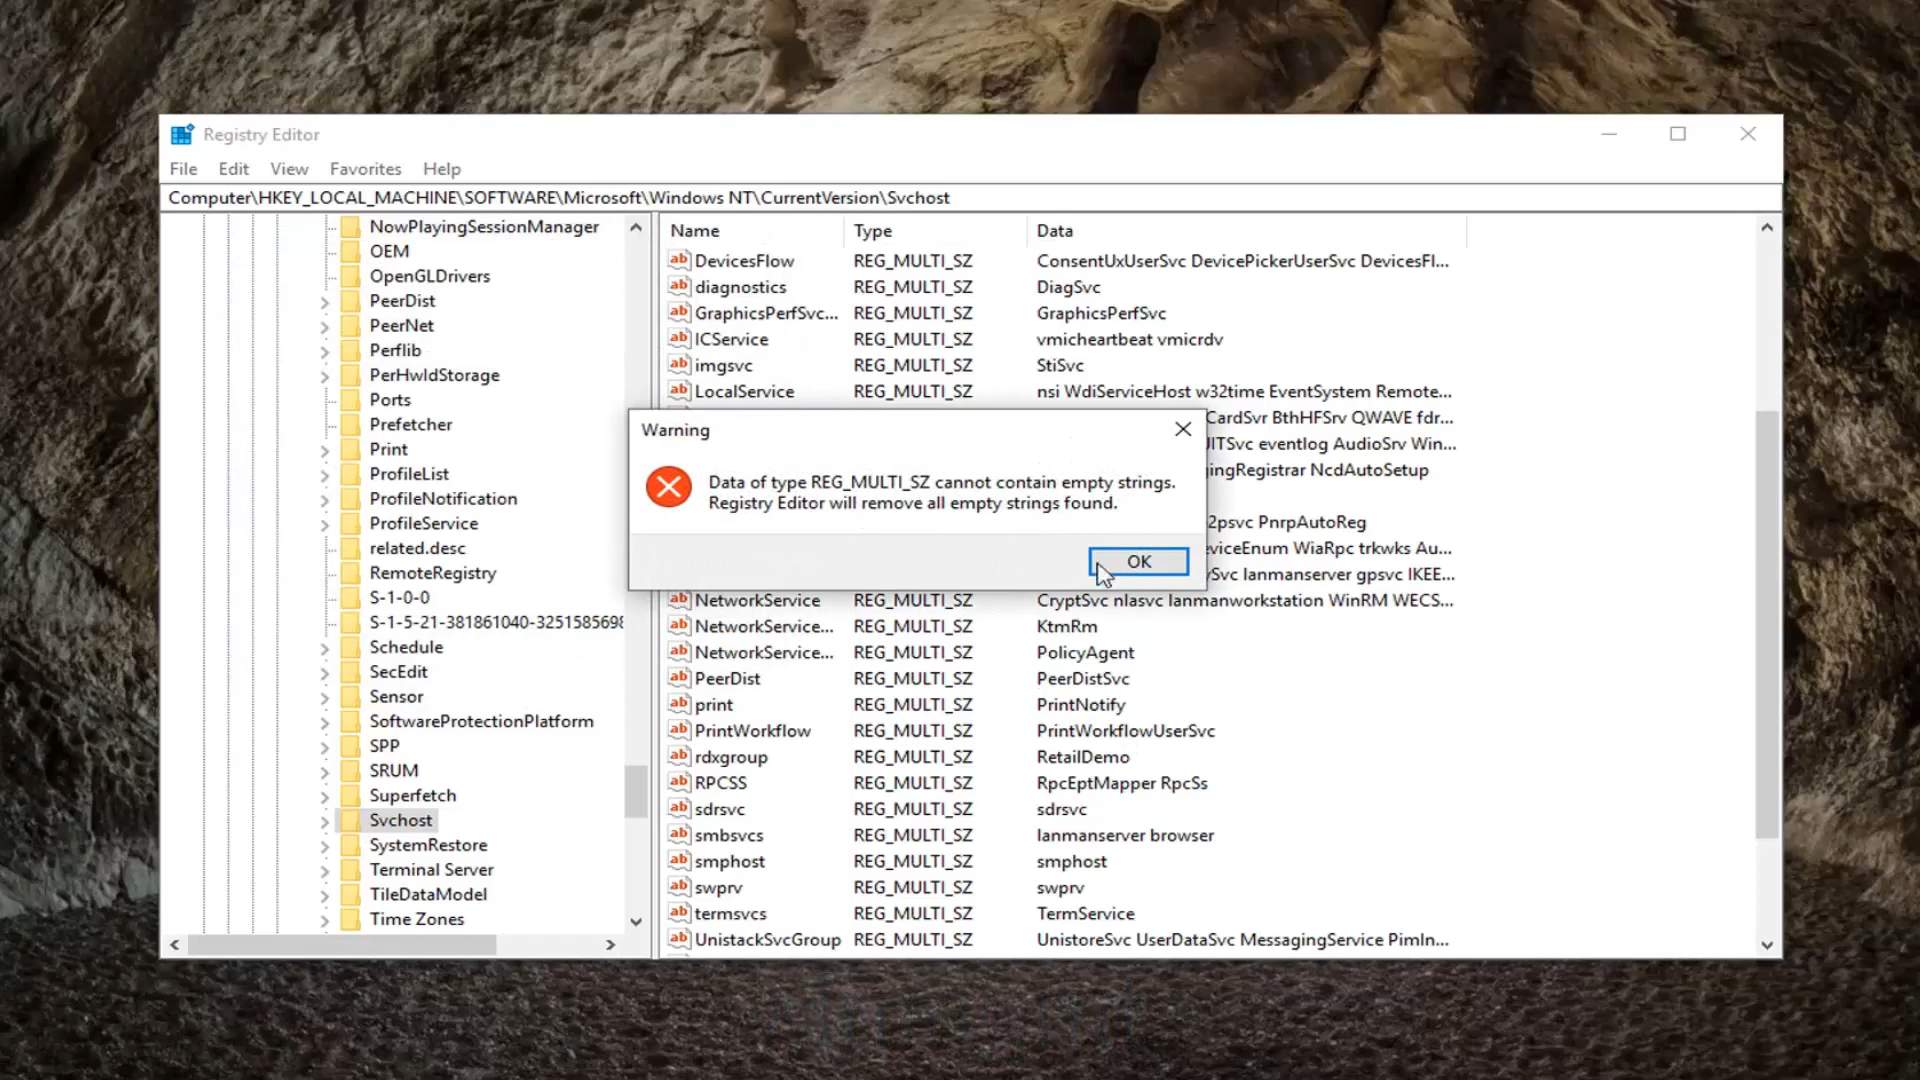 Registry Editor
File Edit View Favorites Help
Computer\HKEY_LOCAL_MACHINE\SOFTWARE\Microsoft\Windows NT\CurrentVersion\Svchost
NowPlayingSessionManager
OEM
OpenGLDrivers
PeerDist
PeerNet
Perflib
PerHwIdStorage
Ports
Prefetcher
Print
ProfileList
ProfileNotification
ProfileService
related.desc
RemoteRegistry
S-1-0-0
S-1-5-21-381861040-3251585698
Schedule
SecEdit
Sensor
SoftwareProtectionPlatform
SPP
SRUM
Superfetch
Svchost
SystemRestore
Terminal Server
TileDataModel
Time Zones
Name Type Data
DevicesFlow REG_MULTI_SZ ConsentUxUserSvc DevicePickerUserSvc DevicesFl...
diagnostics REG_MULTI_SZ DiagSvc
GraphicsPerfSvc... REG_MULTI_SZ GraphicsPerfSvc
ICService REG_MULTI_SZ vmicheartbeat vmicrdv
imgsvc REG_MULTI_SZ StiSvc
LocalService REG_MULTI_SZ nsi WdiServiceHost w32time EventSystem Remote...
CardSvr BthHFSrv QWAVE fdr...
JITSvc eventlog AudioSrv Win...
gingRegistrar NcdAutoSetup
2psvc PnrpAutoReg
eviceEnum WiaRpc trkwks Au...
Svc lanmanserver gpsvc IKEE...
NetworkService REG_MULTI_SZ CryptSvc nlasvc lanmanworkstation WinRM WECS...
NetworkService... REG_MULTI_SZ KtmRm
NetworkService... REG_MULTI_SZ PolicyAgent
PeerDist REG_MULTI_SZ PeerDistSvc
print REG_MULTI_SZ PrintNotify
PrintWorkflow REG_MULTI_SZ PrintWorkflowUserSvc
rdxgroup REG_MULTI_SZ RetailDemo
RPCSS REG_MULTI_SZ RpcEptMapper RpcSs
sdrsvc REG_MULTI_SZ sdrsvc
smbsvcs REG_MULTI_SZ lanmanserver browser
smphost REG_MULTI_SZ smphost
swprv REG_MULTI_SZ swprv
termsvcs REG_MULTI_SZ TermService
UnistackSvcGroup REG_MULTI_SZ UnistoreSvc UserDataSvc MessagingService PimIn...
Warning
Data of type REG_MULTI_SZ cannot contain empty strings.
Registry Editor will remove all empty strings found.
OK